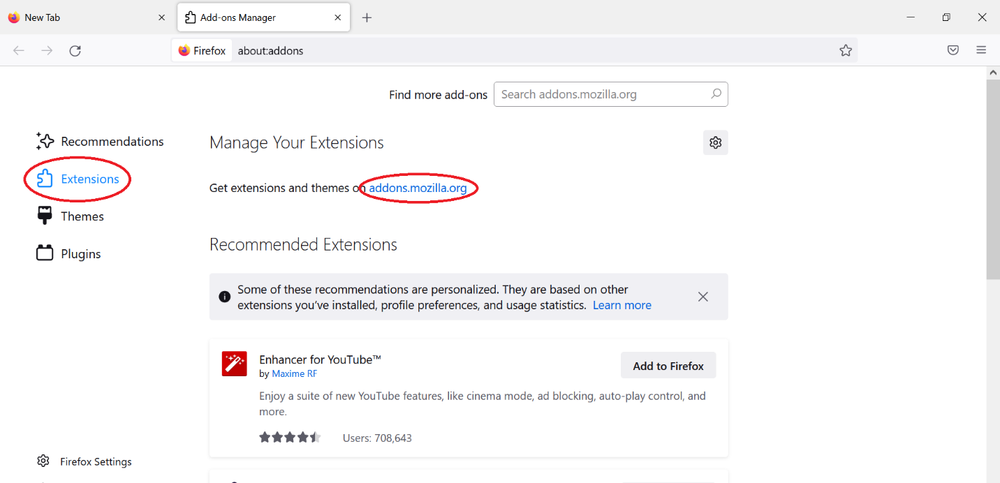 New Tab
Add-ons Manager
Firefox about:addons
Find more add-ons Search addons.mozilla.org
Recommendations
Extensions
Themes
Plugins
Firefox Settings
Manage Your Extensions
Get extensions and themes on addons.mozilla.org
Recommended Extensions
Some of these recommendations are personalized. They are based on other
extensions you’ve installed, profile preferences, and usage statistics. Learn more
Enhancer for YouTube™
by Maxime RF
Add to Firefox
Enjoy a suite of new YouTube features, like cinema mode, ad blocking, auto-play control, and
more.
Users: 708,643